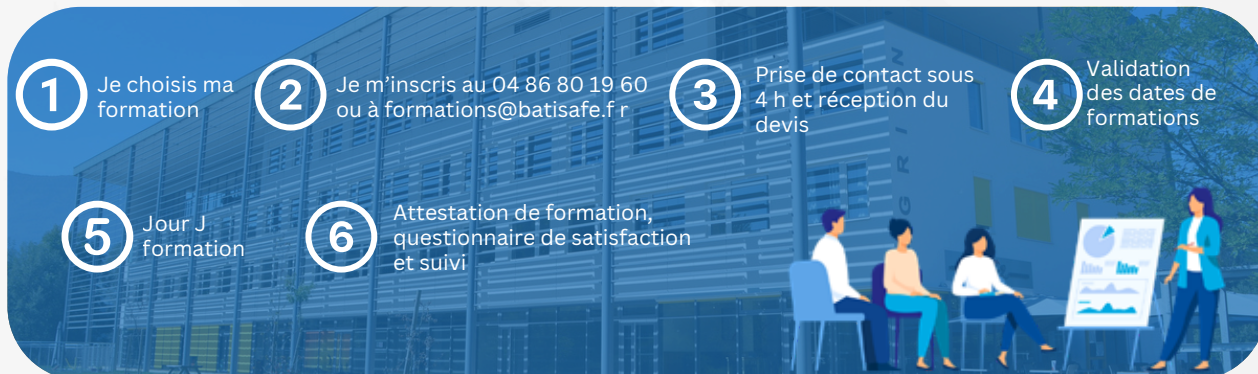 1
Je choisis ma
formation
2
Je m’inscris au 04 86 80 19 60
ou à formations@batisafe.f r
3
Prise de contact sous
4 h et réception du
devis
4
Validation
des dates de
formations
5
Jour J
formation
6
Attestation de formation,
questionnaire de satisfaction
et suivi